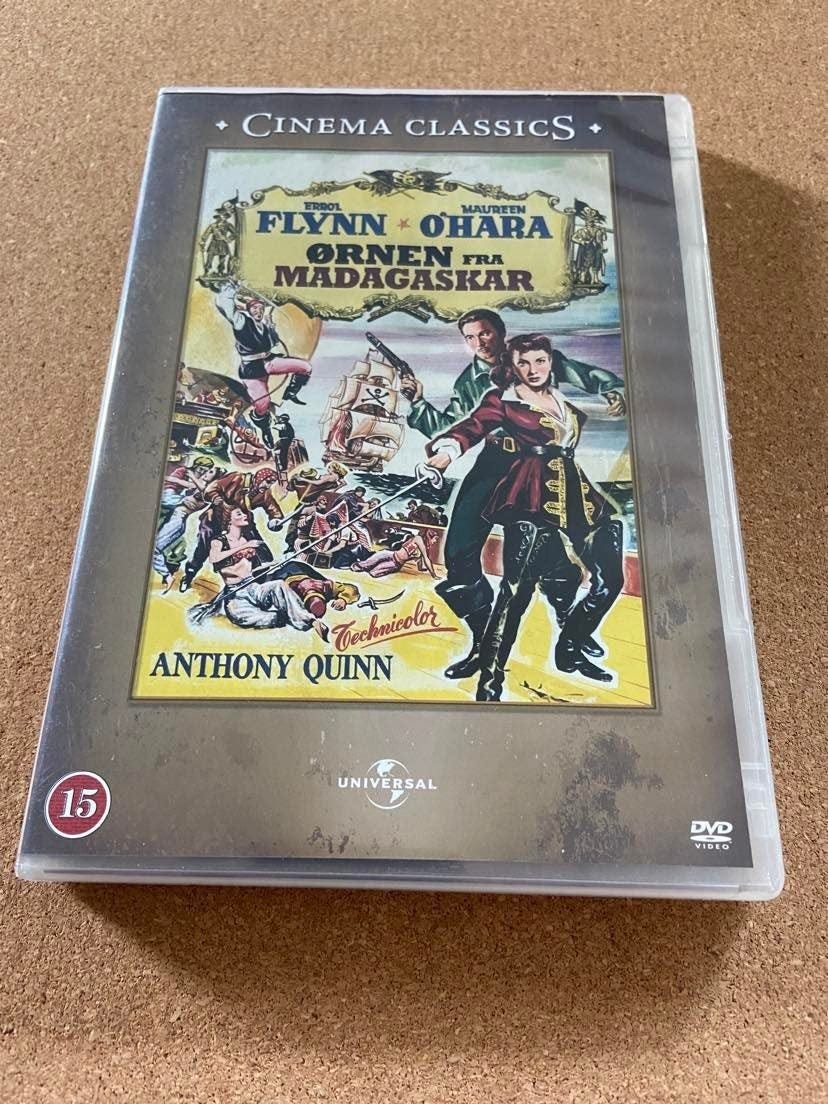 CINEMA CLASSICS
ERROL MAUREEN
FLYNN O'HARA
ØRNEN FRA
MADAGASKAR
Technicolor
ANTHONY QUINN
UNIVERSAL
15
DVD
VIDEO